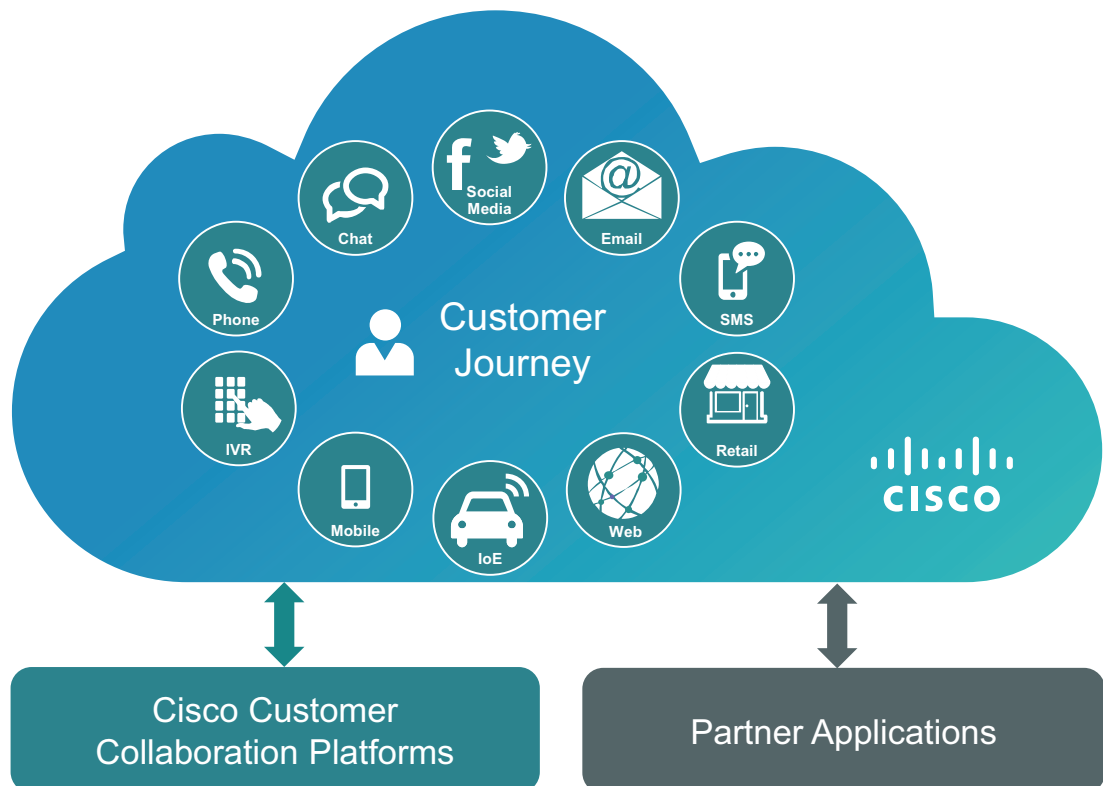 Social
Media
Chat
@
Email
Phone
SMS
Customer
Journey
IVR
Retail
Mobile
IoE
Web
CISCO
Cisco Customer
Collaboration Platforms
Partner Applications